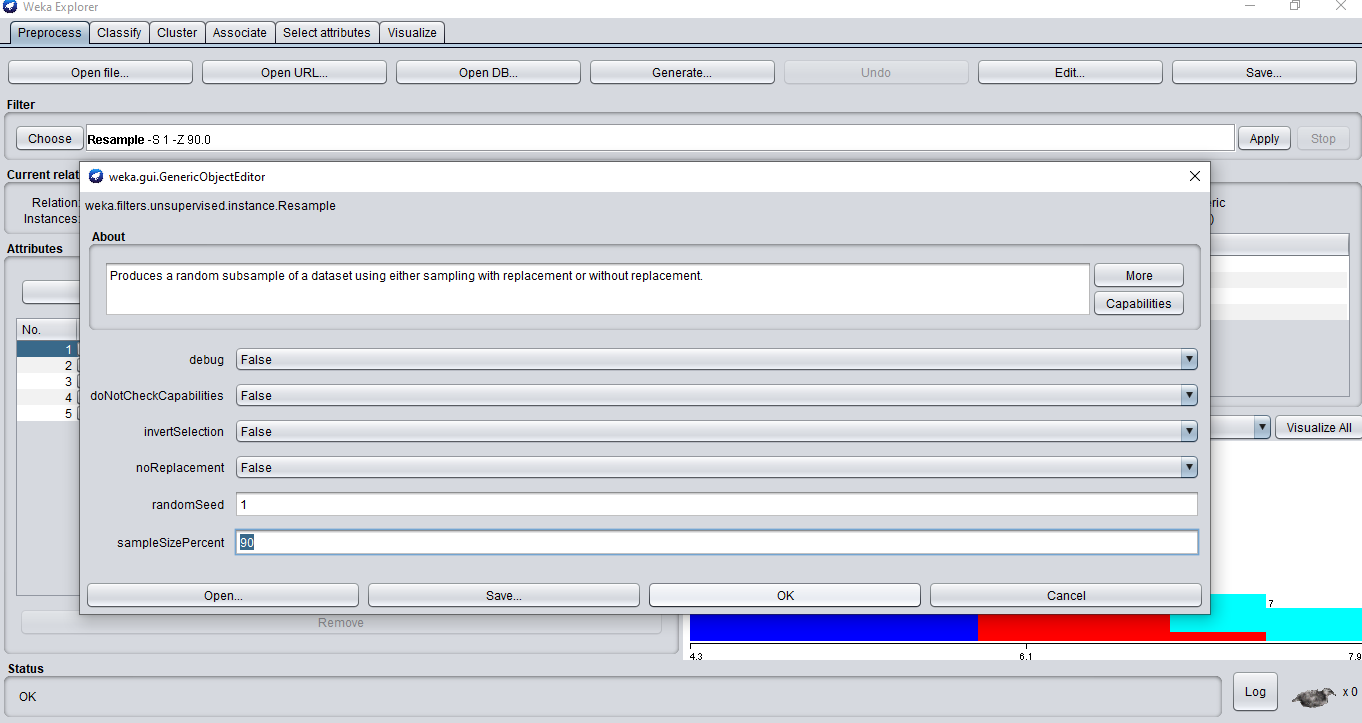 Weka Explorer
Preprocess Classify Cluster Associate Select attributes Visualize
Open file... Open URL... Open DB... Generate... Undo Edit... Save...
Filter
Choose Resample -S 1 -Z 90.0 Apply Stop
Current relat
weka.gui.GenericObjectEditor
Relation:
weka.filters.unsupervised.instance.Resample
eric
Instances:
)
About
Attributes
Produces a random subsample of a dataset using either sampling with replacement or without replacement.
More
Capabilities
No.
1
2
3
4
5
debug False
doNotCheckCapabilities False
invertSelection False
Visualize All
noReplacement False
randomSeed 1
sampleSizePercent 90
Open... Save... OK Cancel
7
Remove
4.3 6.1 7.9
Status
OK
Log
x 0